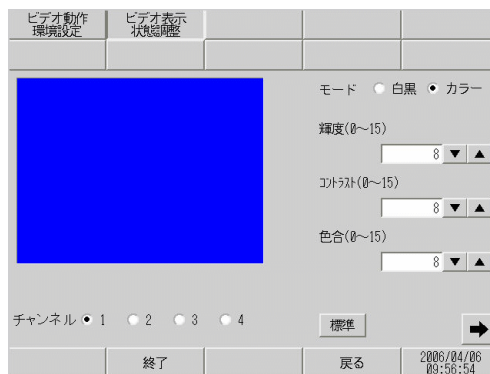 ビデオ動作
環境設定
ビデオ表示
状態調整
モード 白黒 カラー
輝度(0～15)
8 ▼ ▲
コントラスト(0～15)
8 ▼ ▲
色合(0～15)
8 ▼ ▲
チャンネル 1 2 3 4
標準
終了
戻る
2006/04/06
09:56:54